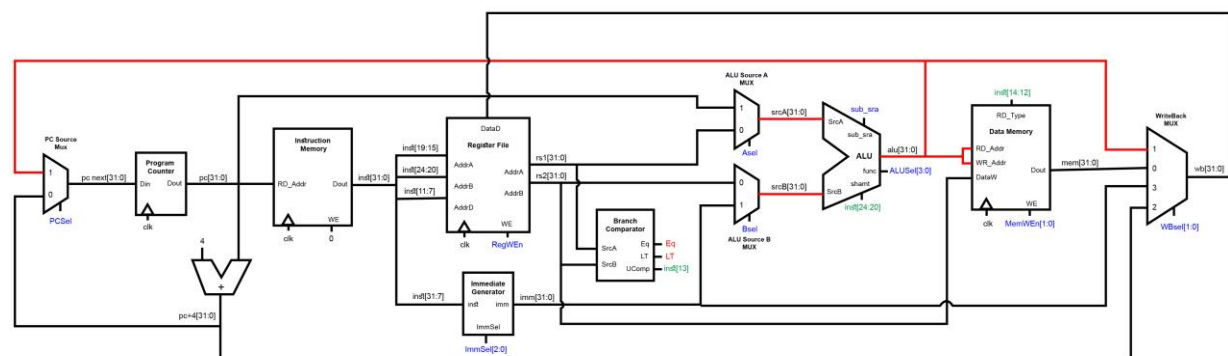 PC Source
Mux
1
0
PCSel
pc next[31:0]
Program
Counter
Din
Dout
clk
pc[31:0]
4
+
pc+4[31:0]
Instruction
Memory
RD_Addr
Dout
WE
clk
0
inst[31:0]
inst[19:15]
inst[24:20]
inst[11:7]
inst[31:7]
DataD
Register File
AddrA
AddrB
AddrD
AddrA
AddrB
WE
clk
RegWEn
rs1[31:0]
rs2[31:0]
Immediate
Generator
inst
imm
ImmSel
ImmSel[2:0]
imm[31:0]
Branch
Comparator
SrcA
SrcB
Eq
LT
UComp
Eq
LT
inst[13]
ALU Source A
MUX
1
0
Asel
srcA[31:0]
0
1
Bsel
ALU Source B
MUX
srcB[31:0]
sub_sra
SrcA
sub_sra
ALU
func
shamt
SrcB
ALUSel[3:0]
inst[24:20]
alu[31:0]
inst[14:12]
RD_Type
Data Memory
RD_Addr
WR_Addr
DataW
Dout
WE
clk
MemWEn[1:0]
mem[31:0]
WriteBack
MUX
1
0
3
2
WBsel[1:0]
wb[31:0]